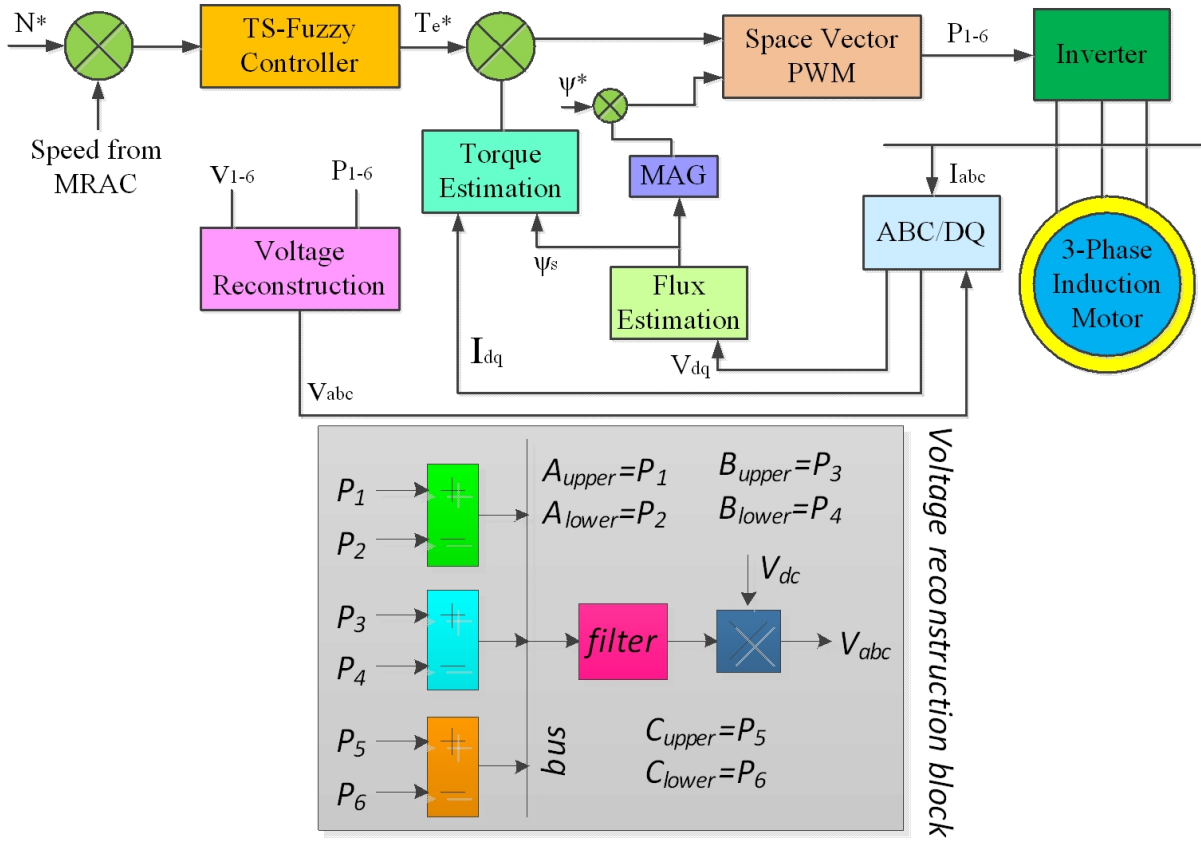 N*
TS-Fuzzy
Controller
Te*
Space Vector
PWM
P1-6
Inverter
ψ*
Speed from
MRAC
Torque
Estimation
MAG
Iabc
V1-6
P1-6
ABC/DQ
Voltage
Reconstruction
ψs
Flux
Estimation
3-Phase
Induction
Motor
Idq
Vdq
Vabc
Aupper=P1
Bupper=P3
Alower=P2
Blower=P4
P1
+
P2
−
Vdc
P3
+
P4
−
filter
Vabc
P5
+
P6
−
bus
Cupper=P5
Clower=P6
Voltage reconstruction block